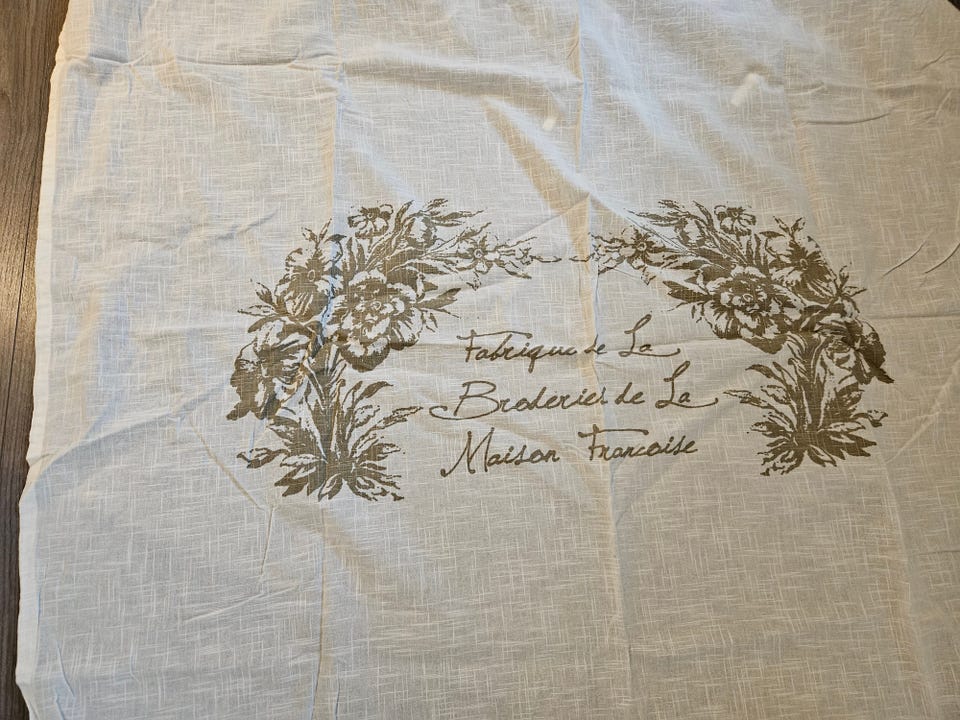 Fabrique de La
Broderies de La
Maison Francoise